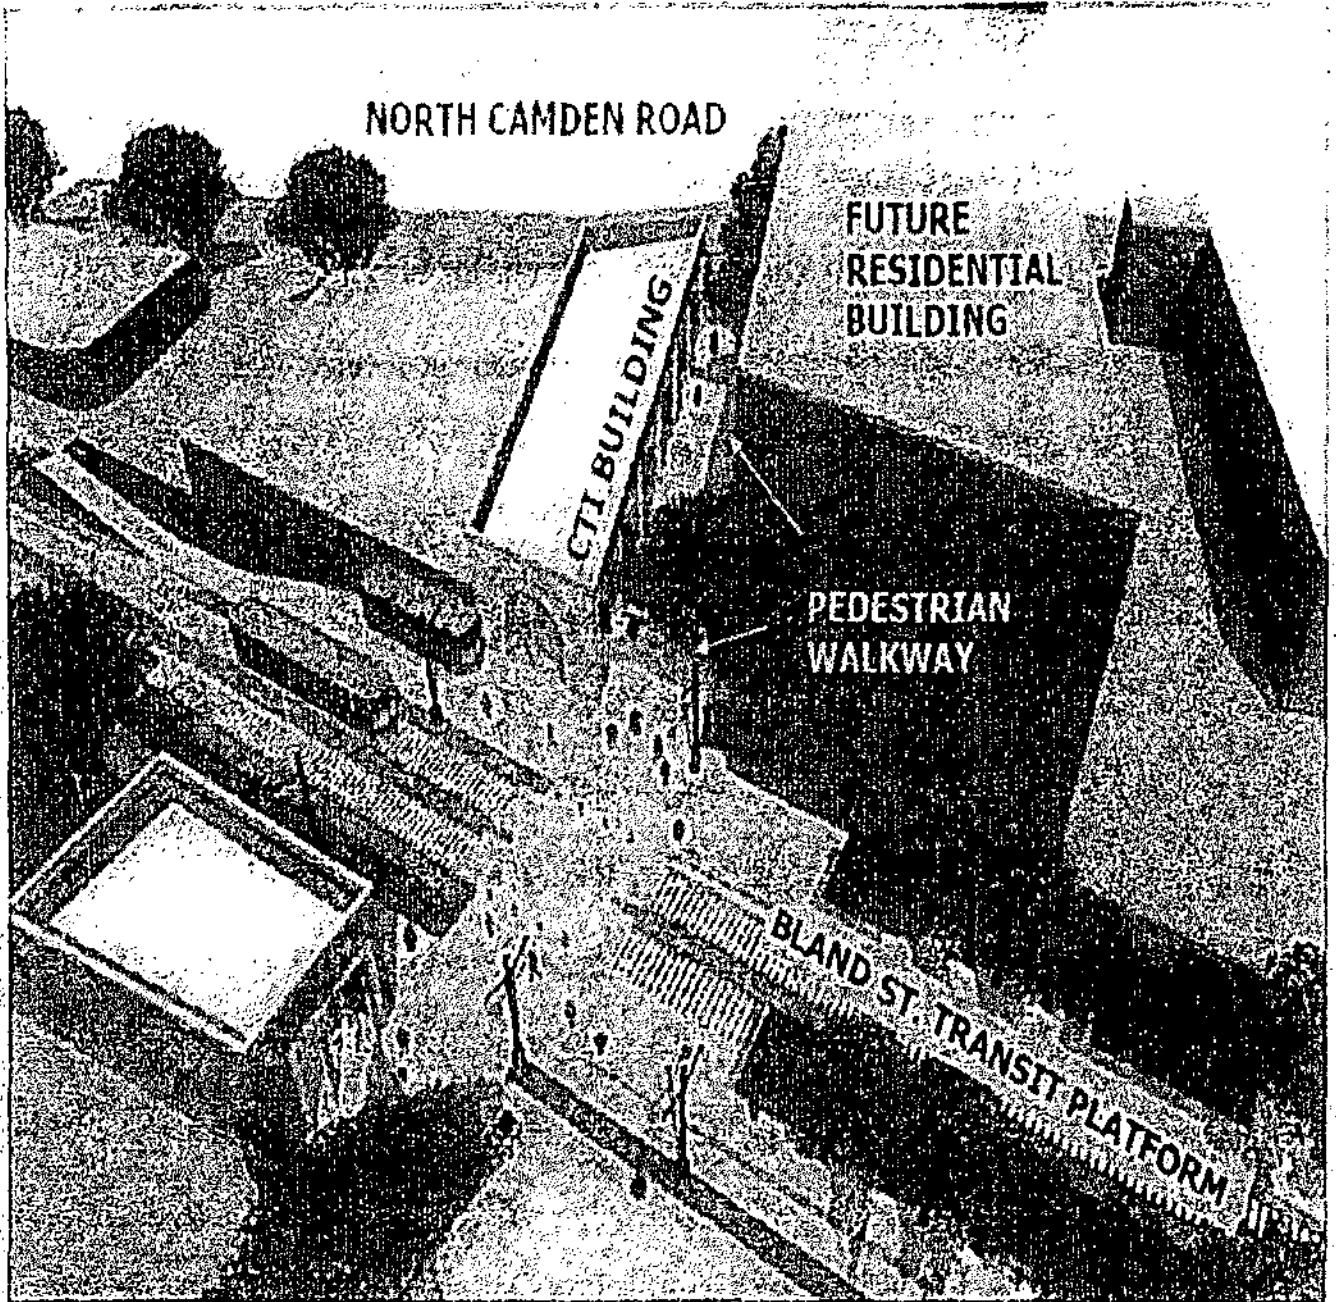 NORTH CAMDEN ROAD
FUTURE
RESIDENTIAL
BUILDING
CTI BUILDING
PEDESTRIAN
WALKWAY
BLAND ST. TRANSIT PLATFORM